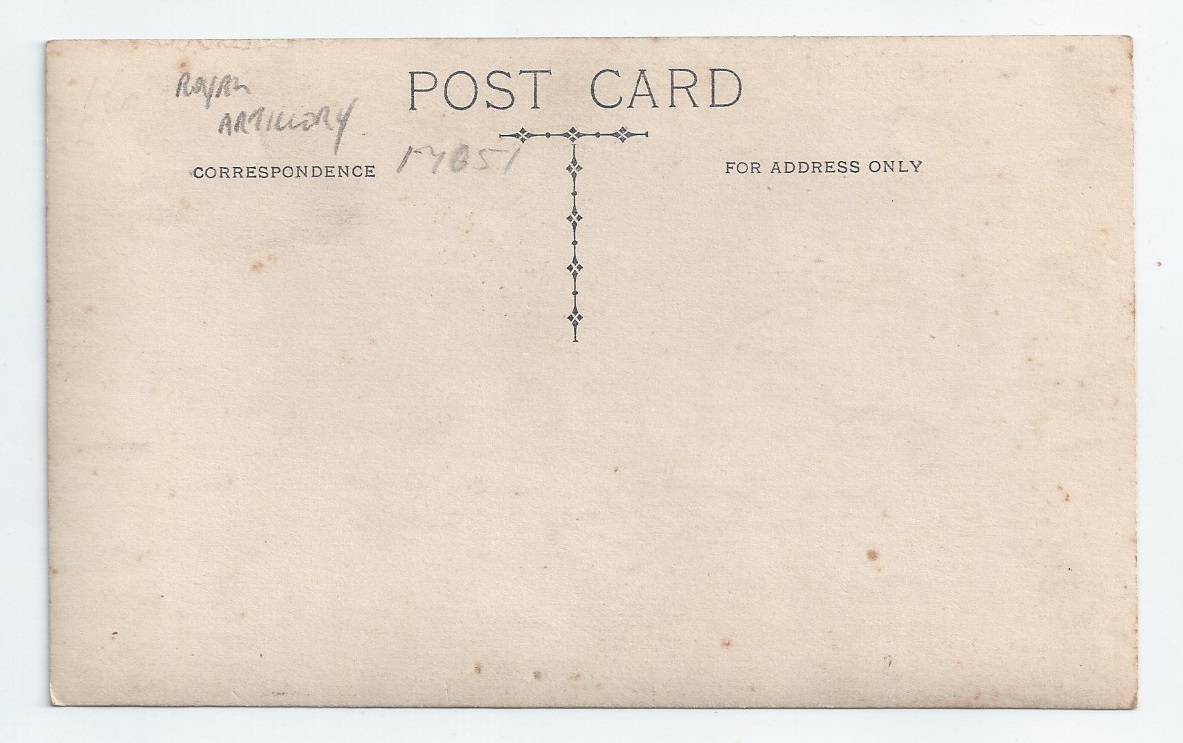 ROYAL
POST CARD
ARTILLERY
CORRESPONDENCE
FOR ADDRESS ONLY